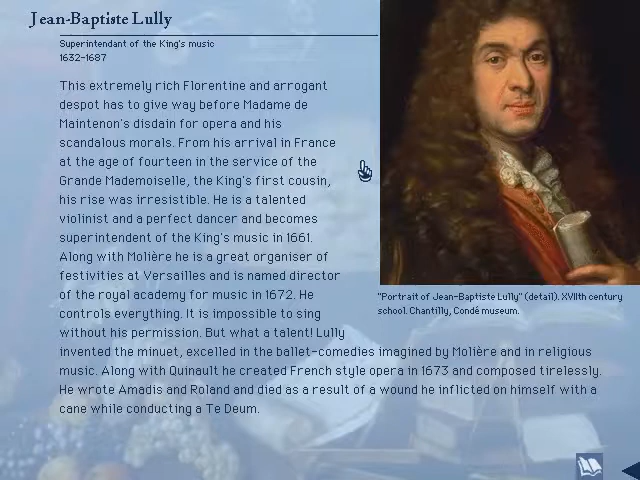 Jean-Baptiste Lully
Superintendant of the King's music
1632-1687
This extremely rich Florentine and arrogant
despot has to give way before Madame de
Maintenon's disdain for opera and his
scandalous morals. From his arrival in France
at the age of fourteen in the service of the
Grande Mademoiselle, the King's first cousin,
his rise was irresistible. He is a talented
violinist and a perfect dancer and becomes
superintendent of the King's music in 1661.
Along with Molière he is a great organiser of
festivities at Versailles and is named director
of the royal academy for music in 1672. He
controls everything. It is impossible to sing
without his permission. But what a talent! Lully
invented the minuet, excelled in the ballet-comedies imagined by Molière and in religious
music. Along with Quinault he created French style opera in 1673 and composed tirelessly.
He wrote Amadis and Roland and died as a result of a wound he inflicted on himself with a
cane while conducting a Te Deum.
"Portrait of Jean-Baptiste Lully" (detail). XVIIth century
school. Chantilly, Condé museum.